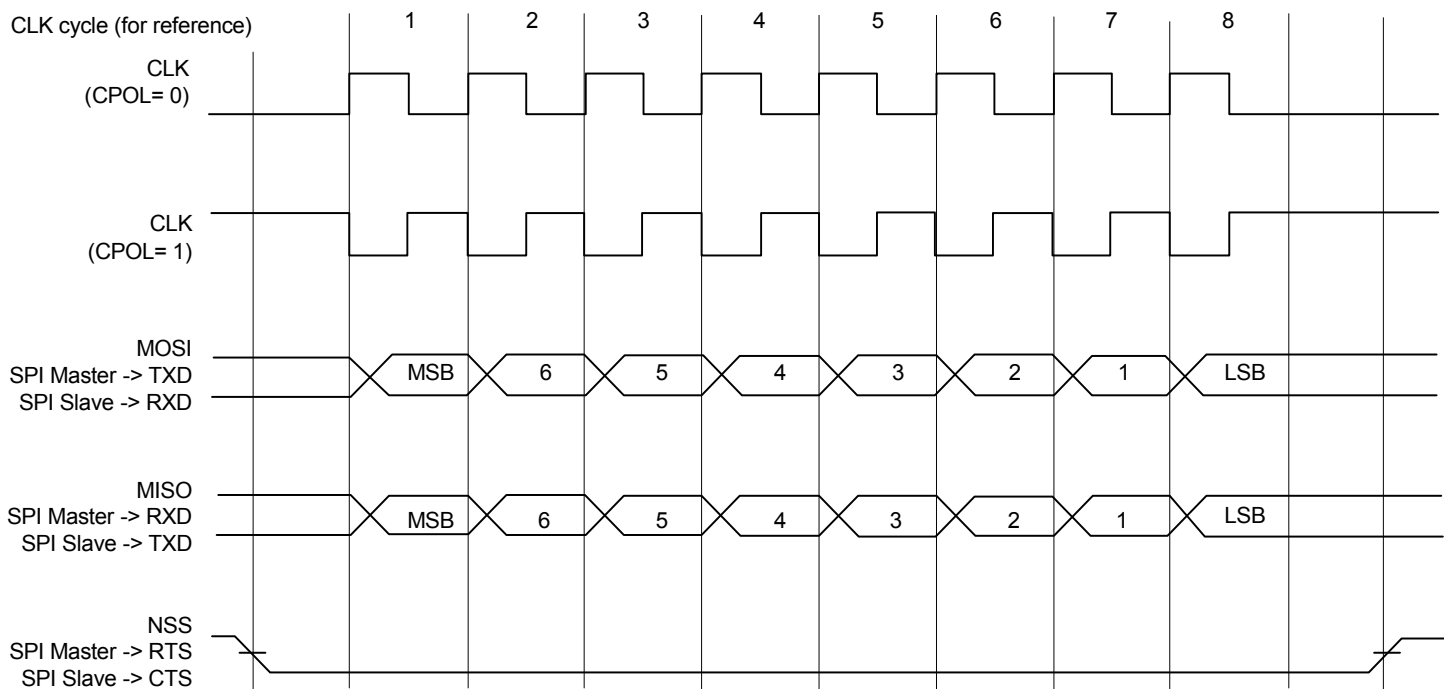 CLK cycle (for reference) 1 2 3 4 5 6 7 8
CLK
(CPOL= 0)
CLK
(CPOL= 1)
MOSI
SPI Master -> TXD
SPI Slave -> RXD
MSB 6 5 4 3 2 1 LSB
MISO
SPI Master -> RXD
SPI Slave -> TXD
MSB 6 5 4 3 2 1 LSB
NSS
SPI Master -> RTS
SPI Slave -> CTS